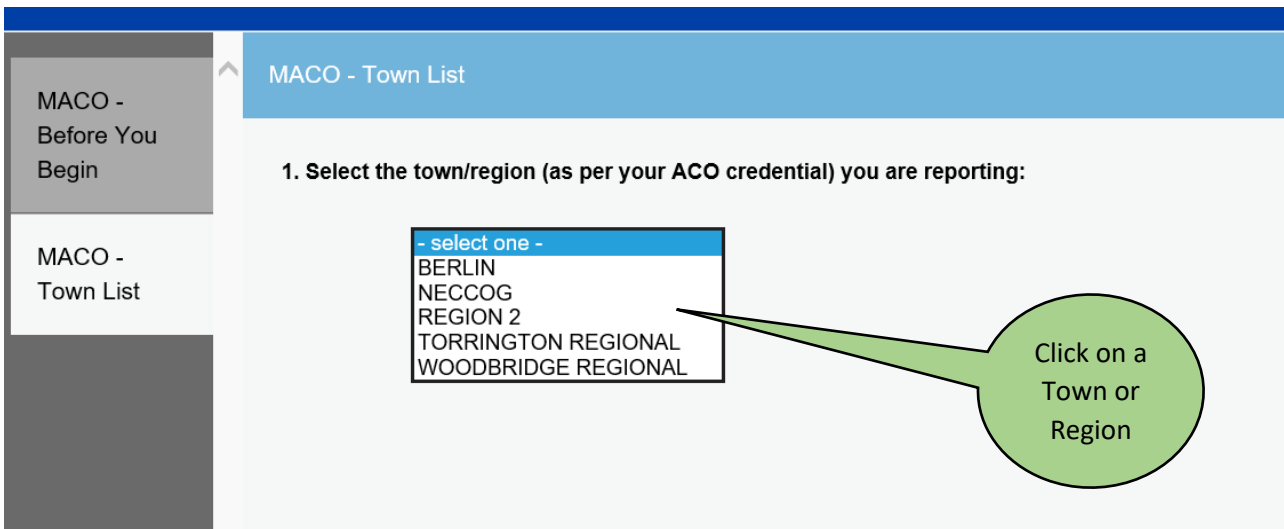 MACO -
Before You
Begin
MACO -
Town List
MACO - Town List
1. Select the town/region (as per your ACO credential) you are reporting:
- select one -
BERLIN
NECCOG
REGION 2
TORRINGTON REGIONAL
WOODBRIDGE REGIONAL
Click on a
Town or
Region